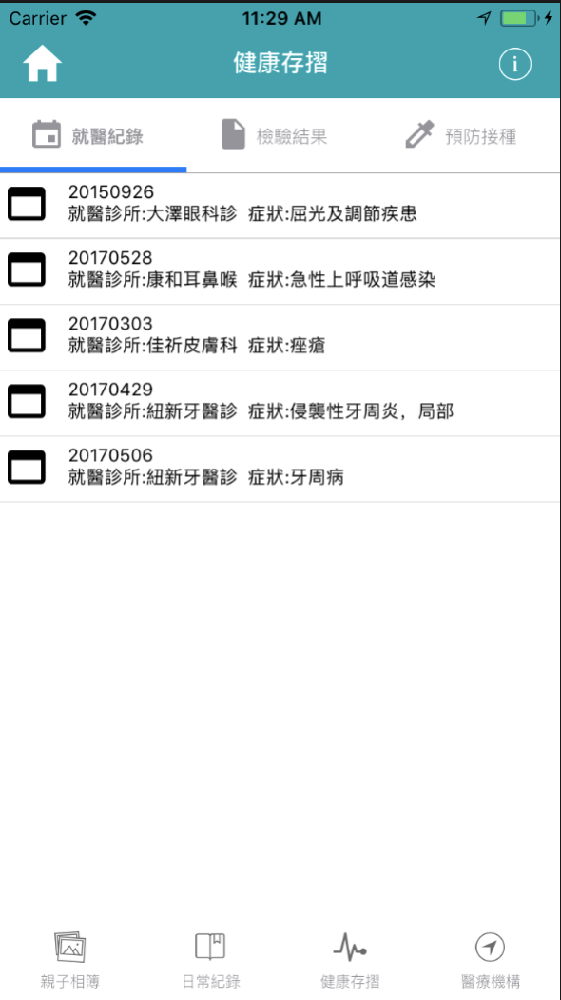 Carrier 11:29 AM
健康存摺
就醫紀錄 檢驗結果 預防接種
20150926
就醫診所:大澤眼科診 症狀:屈光及調節疾患
20170528
就醫診所:康和耳鼻喉 症狀:急性上呼吸道感染
20170303
就醫診所:佳祈皮膚科 症狀:痤瘡
20170429
就醫診所:紐新牙醫診 症狀:侵襲性牙周炎，局部
20170506
就醫診所:紐新牙醫診 症狀:牙周病
親子相簿 日常紀錄 健康存摺 醫療機構